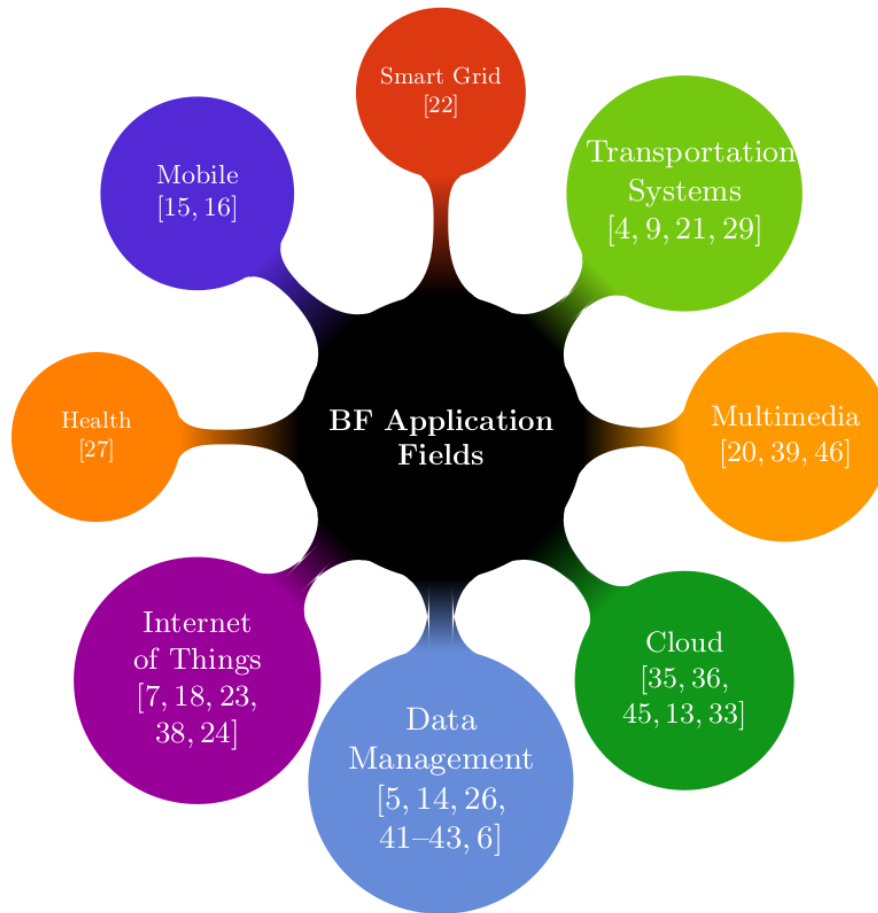 Smart Grid
[22]
Transportation
Systems
[4, 9, 21, 29]
Mobile
[15, 16]
Multimedia
[20, 39, 46]
BF Application
Fields
Health
[27]
Internet
of Things
[7, 18, 23,
38, 24]
Cloud
[35, 36,
45, 13, 33]
Data
Management
[5, 14, 26,
41–43, 6]